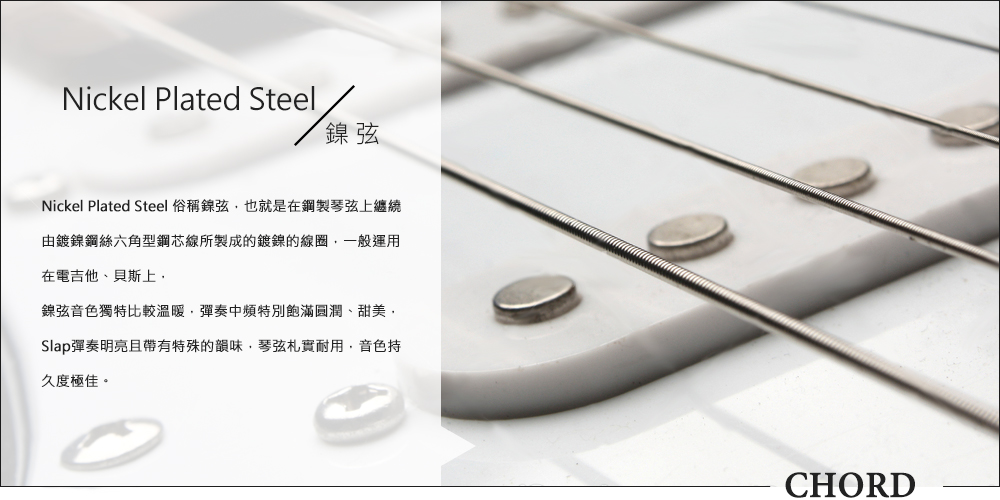 Nickel Plated Steel
鎳 弦
Nickel Plated Steel 俗稱鎳弦，也就是在鋼製琴弦上纏繞
由鍍鎳鋼絲六角型鋼芯線所製成的鍍鎳的線圈，一般運用
在電吉他、貝斯上，
鎳弦音色獨特比較溫暖，彈奏中頻特別飽滿圓潤、甜美，
Slap彈奏明亮且帶有特殊的韻味，琴弦札實耐用，音色持
久度極佳。
CHORD